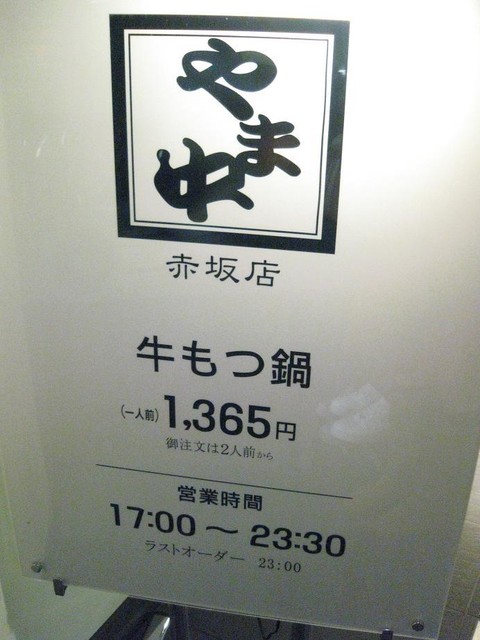 やま中
赤坂店
牛もつ鍋
(一人前)1,365円
御注文は2人前から
営業時間
17:00～23:30
ラストオーダー 23:00